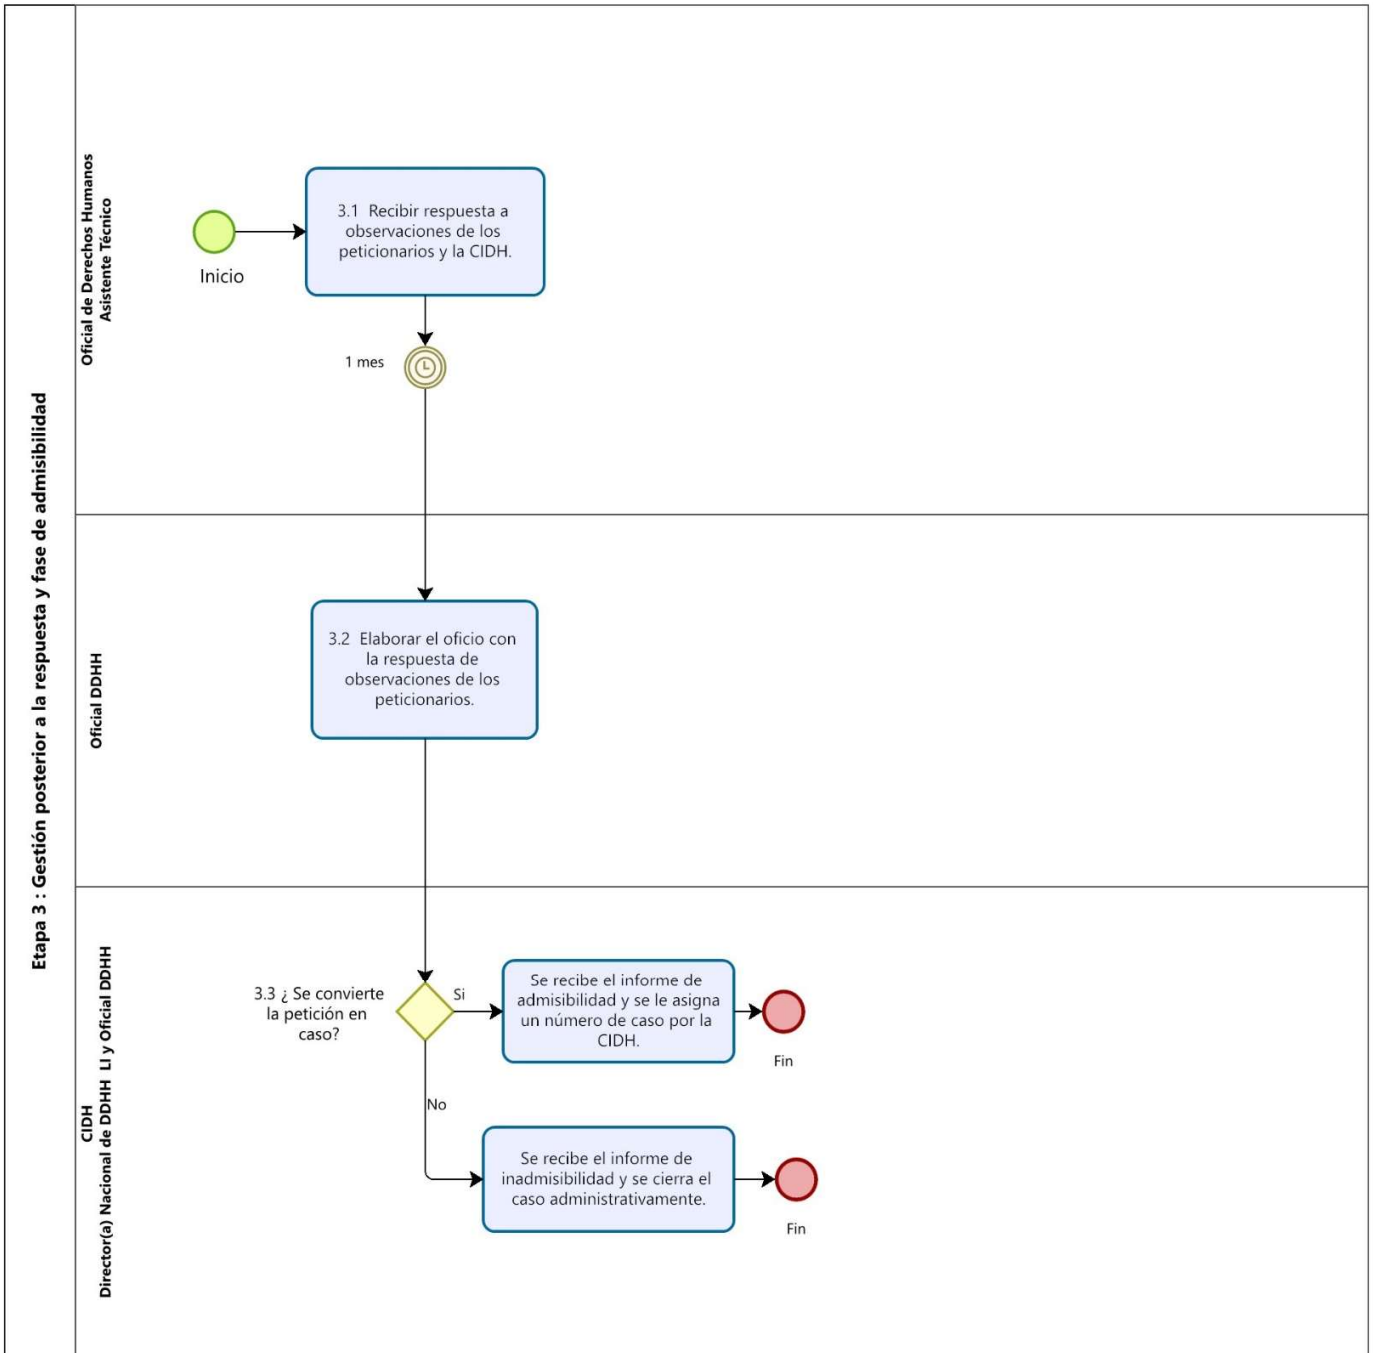 Etapa 3 : Gestión posterior a la respuesta y fase de admisibilidad
Oficial de Derechos Humanos
Asistente Técnico
Inicio
3.1 Recibir respuesta a
observaciones de los
peticionarios y la CIDH.
1 mes
Oficial DDHH
3.2 Elaborar el oficio con
la respuesta de
observaciones de los
peticionarios.
CIDH
Director(a) Nacional de DDHH LI y Oficial DDHH
3.3 ¿ Se convierte
la petición en
caso?
Si
Se recibe el informe de
admisibilidad y se le asigna
un número de caso por la
CIDH.
Fin
No
Se recibe el informe de
inadmisibilidad y se cierra el
caso administrativamente.
Fin